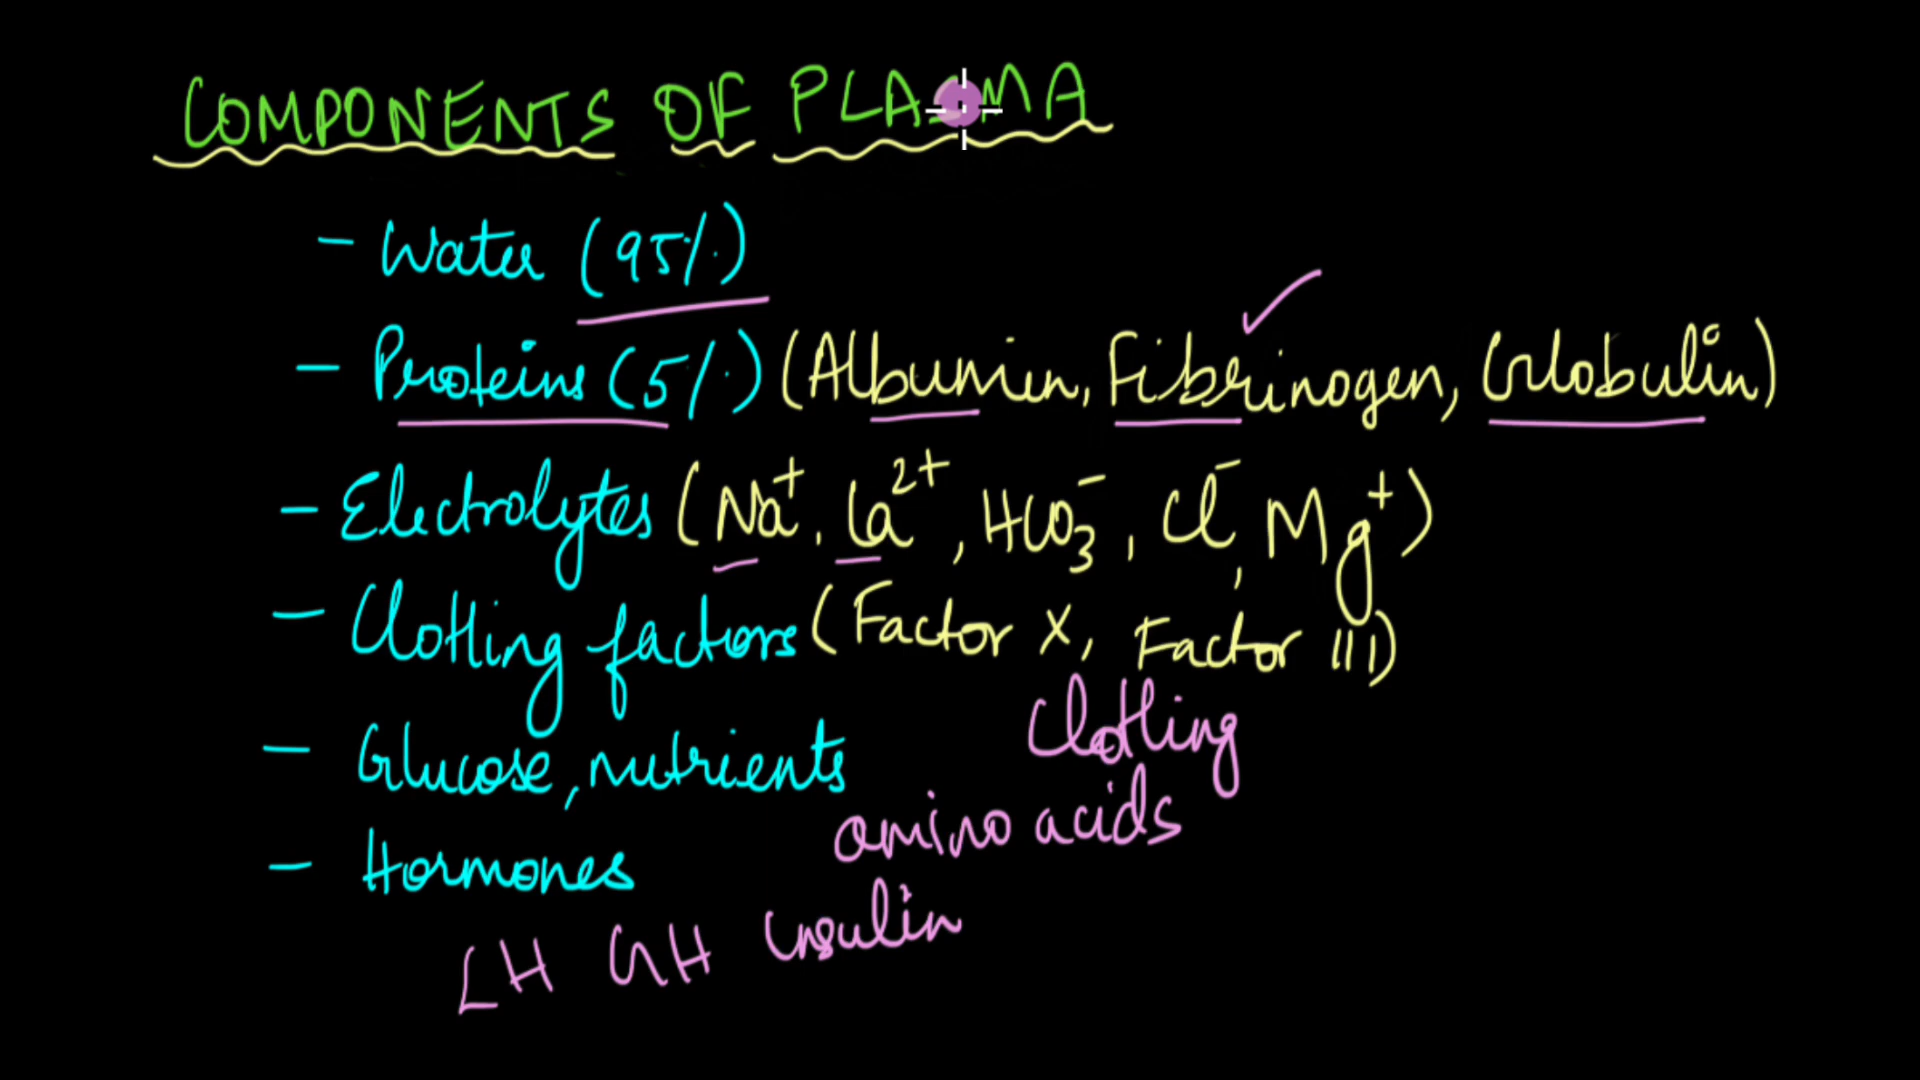 COMPONENTS OF PLASMA
- Water (95%)
- Proteins (5%) (Albumin, Fibrinogen, Globulin)
- Electrolytes (Na⁺, Ca²⁺, HCO₃⁻, Cl⁻, Mg⁺)
- Clotting factors (Factor X, Factor III)
Clotting
- Glucose, nutrients
amino acids
- Hormones
LH GH insulin